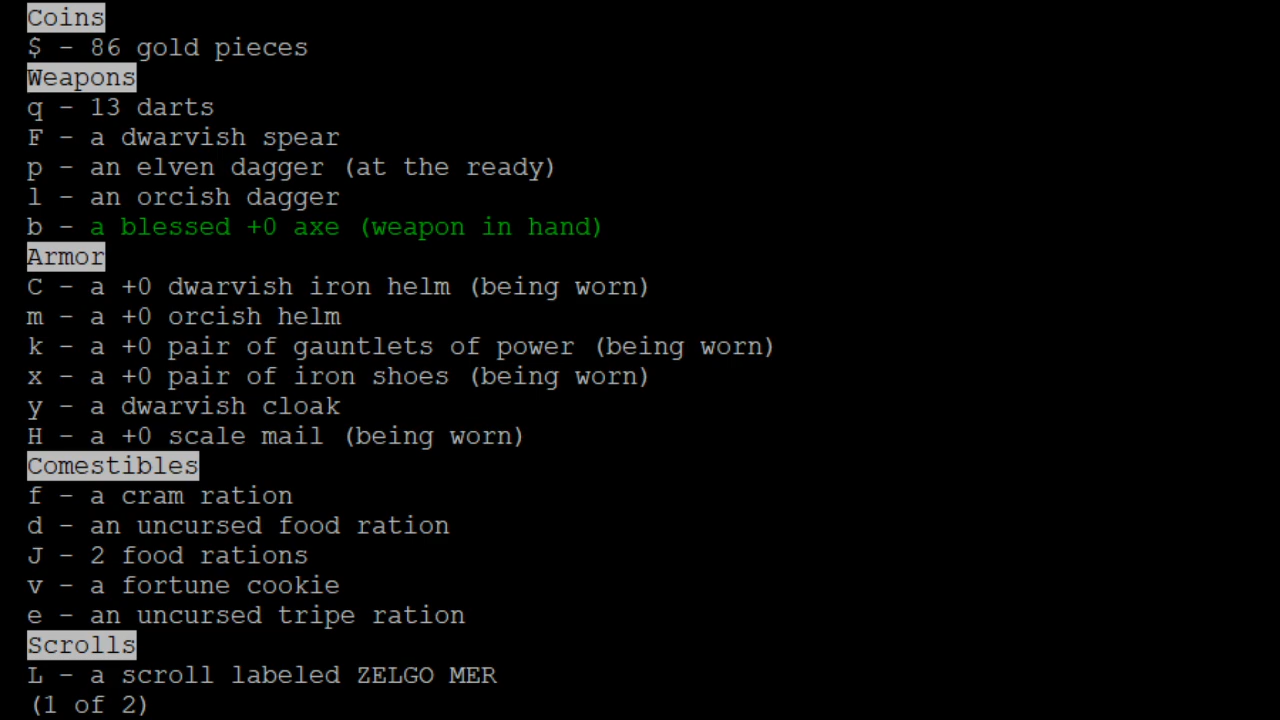 Coins
$ - 86 gold pieces
Weapons
q - 13 darts
F - a dwarvish spear
p - an elven dagger (at the ready)
l - an orcish dagger
b - a blessed +0 axe (weapon in hand)
Armor
C - a +0 dwarvish iron helm (being worn)
m - a +0 orcish helm
k - a +0 pair of gauntlets of power (being worn)
x - a +0 pair of iron shoes (being worn)
y - a dwarvish cloak
H - a +0 scale mail (being worn)
Comestibles
f - a cram ration
d - an uncursed food ration
J - 2 food rations
v - a fortune cookie
e - an uncursed tripe ration
Scrolls
L - a scroll labeled ZELGO MER
(1 of 2)